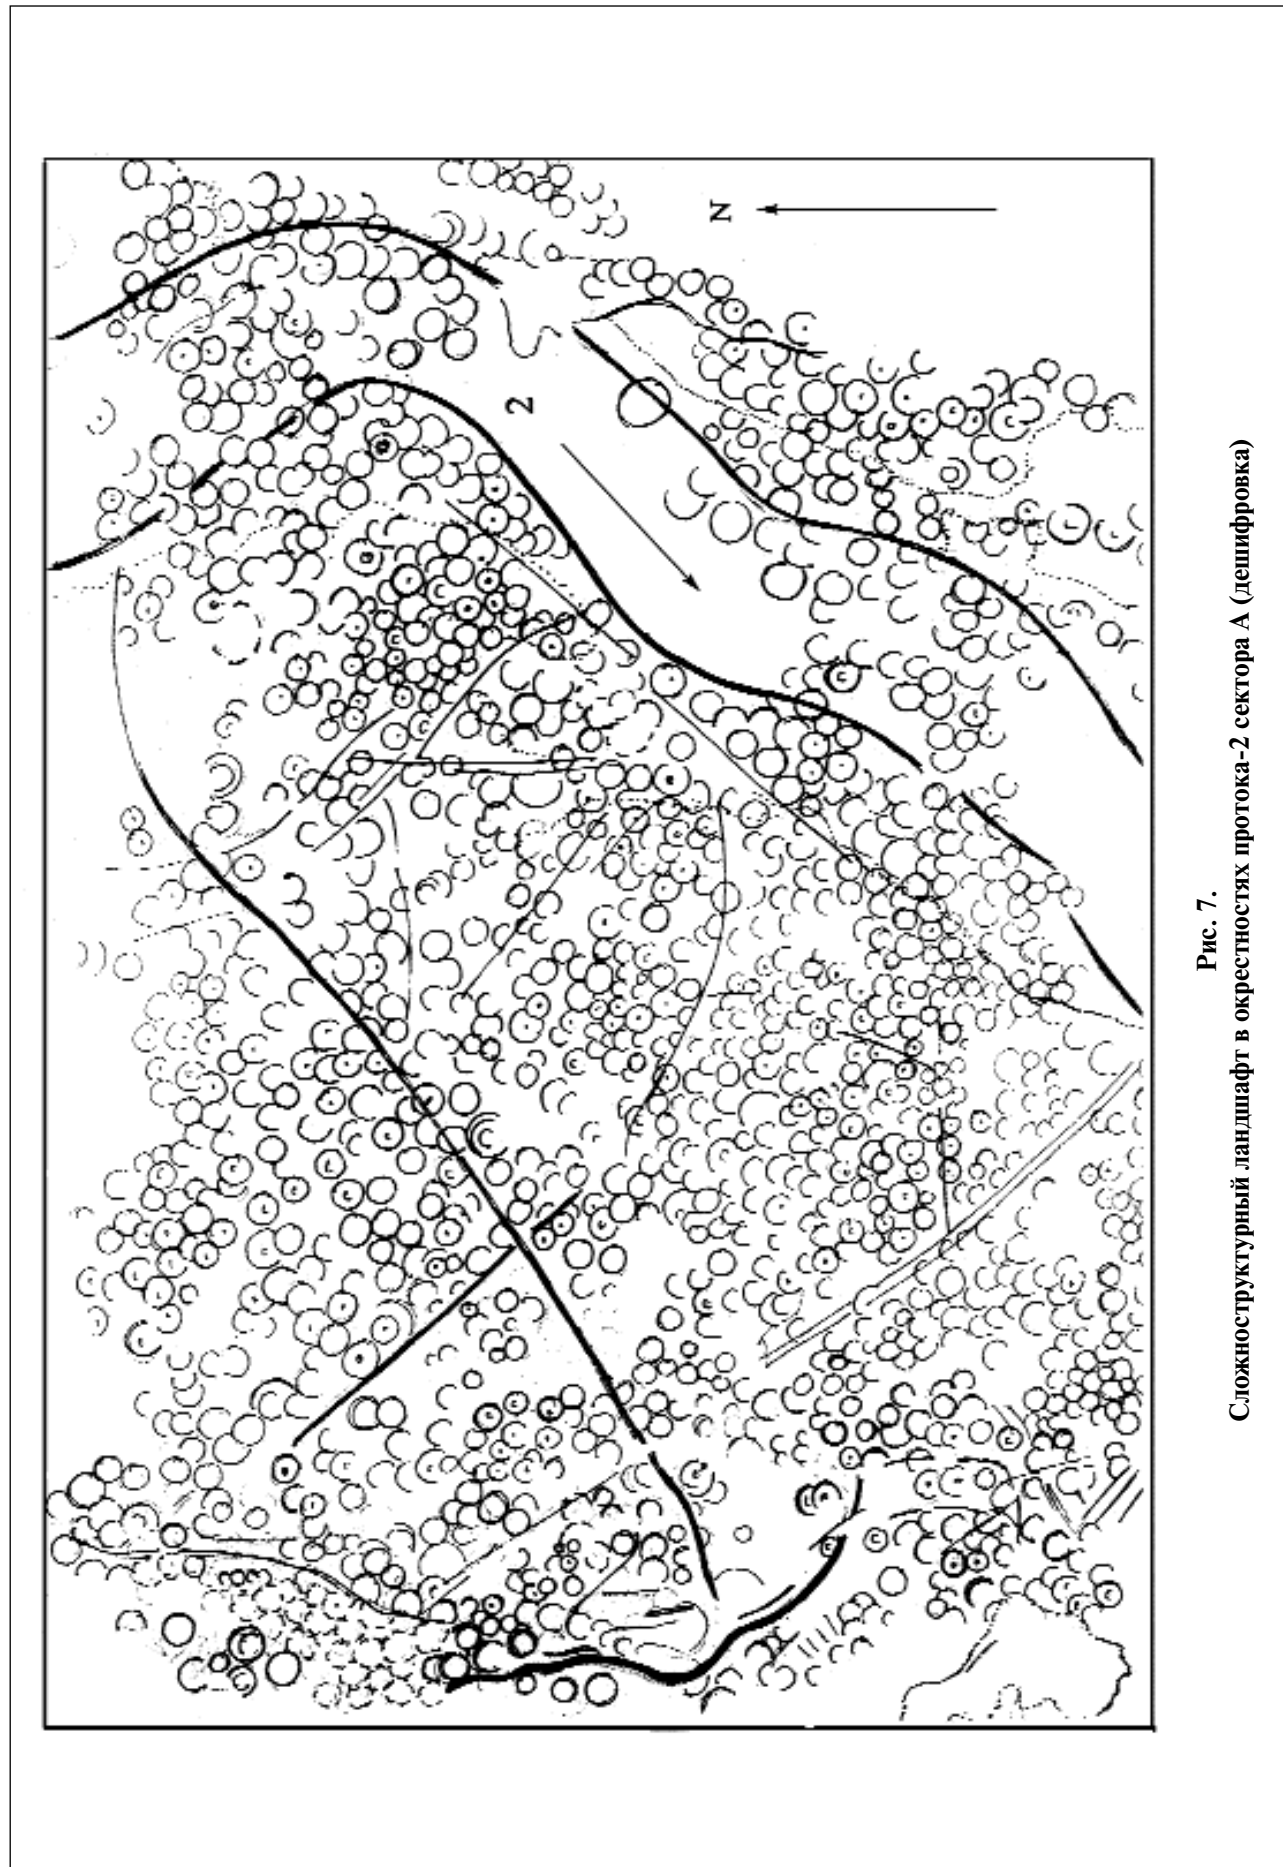 N
2
Рис. 7.
Сложноструктурный ландшафт в окрестностях протока-2 сектора А (дешифровка)